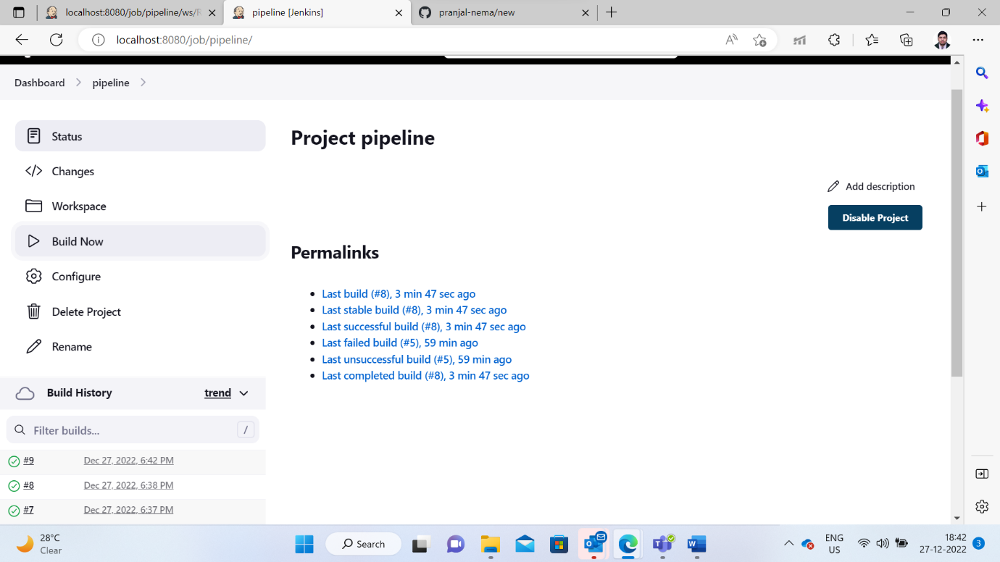 localhost:8080/job/pipeline/ws/R
pipeline [Jenkins]
pranjal-nema/new
localhost:8080/job/pipeline/
Dashboard
pipeline
Status
Changes
Workspace
Build Now
Configure
Delete Project
Rename
Build History
trend
Filter builds...
/
#9
Dec 27, 2022, 6:42 PM
#8
Dec 27, 2022, 6:38 PM
#7
Dec 27, 2022, 6:37 PM
Project pipeline
Add description
Disable Project
Permalinks
Last build (#8), 3 min 47 sec ago
Last stable build (#8), 3 min 47 sec ago
Last successful build (#8), 3 min 47 sec ago
Last failed build (#5), 59 min ago
Last unsuccessful build (#5), 59 min ago
Last completed build (#8), 3 min 47 sec ago
28°C
Clear
Search
ENG
US
18:42
27-12-2022
3